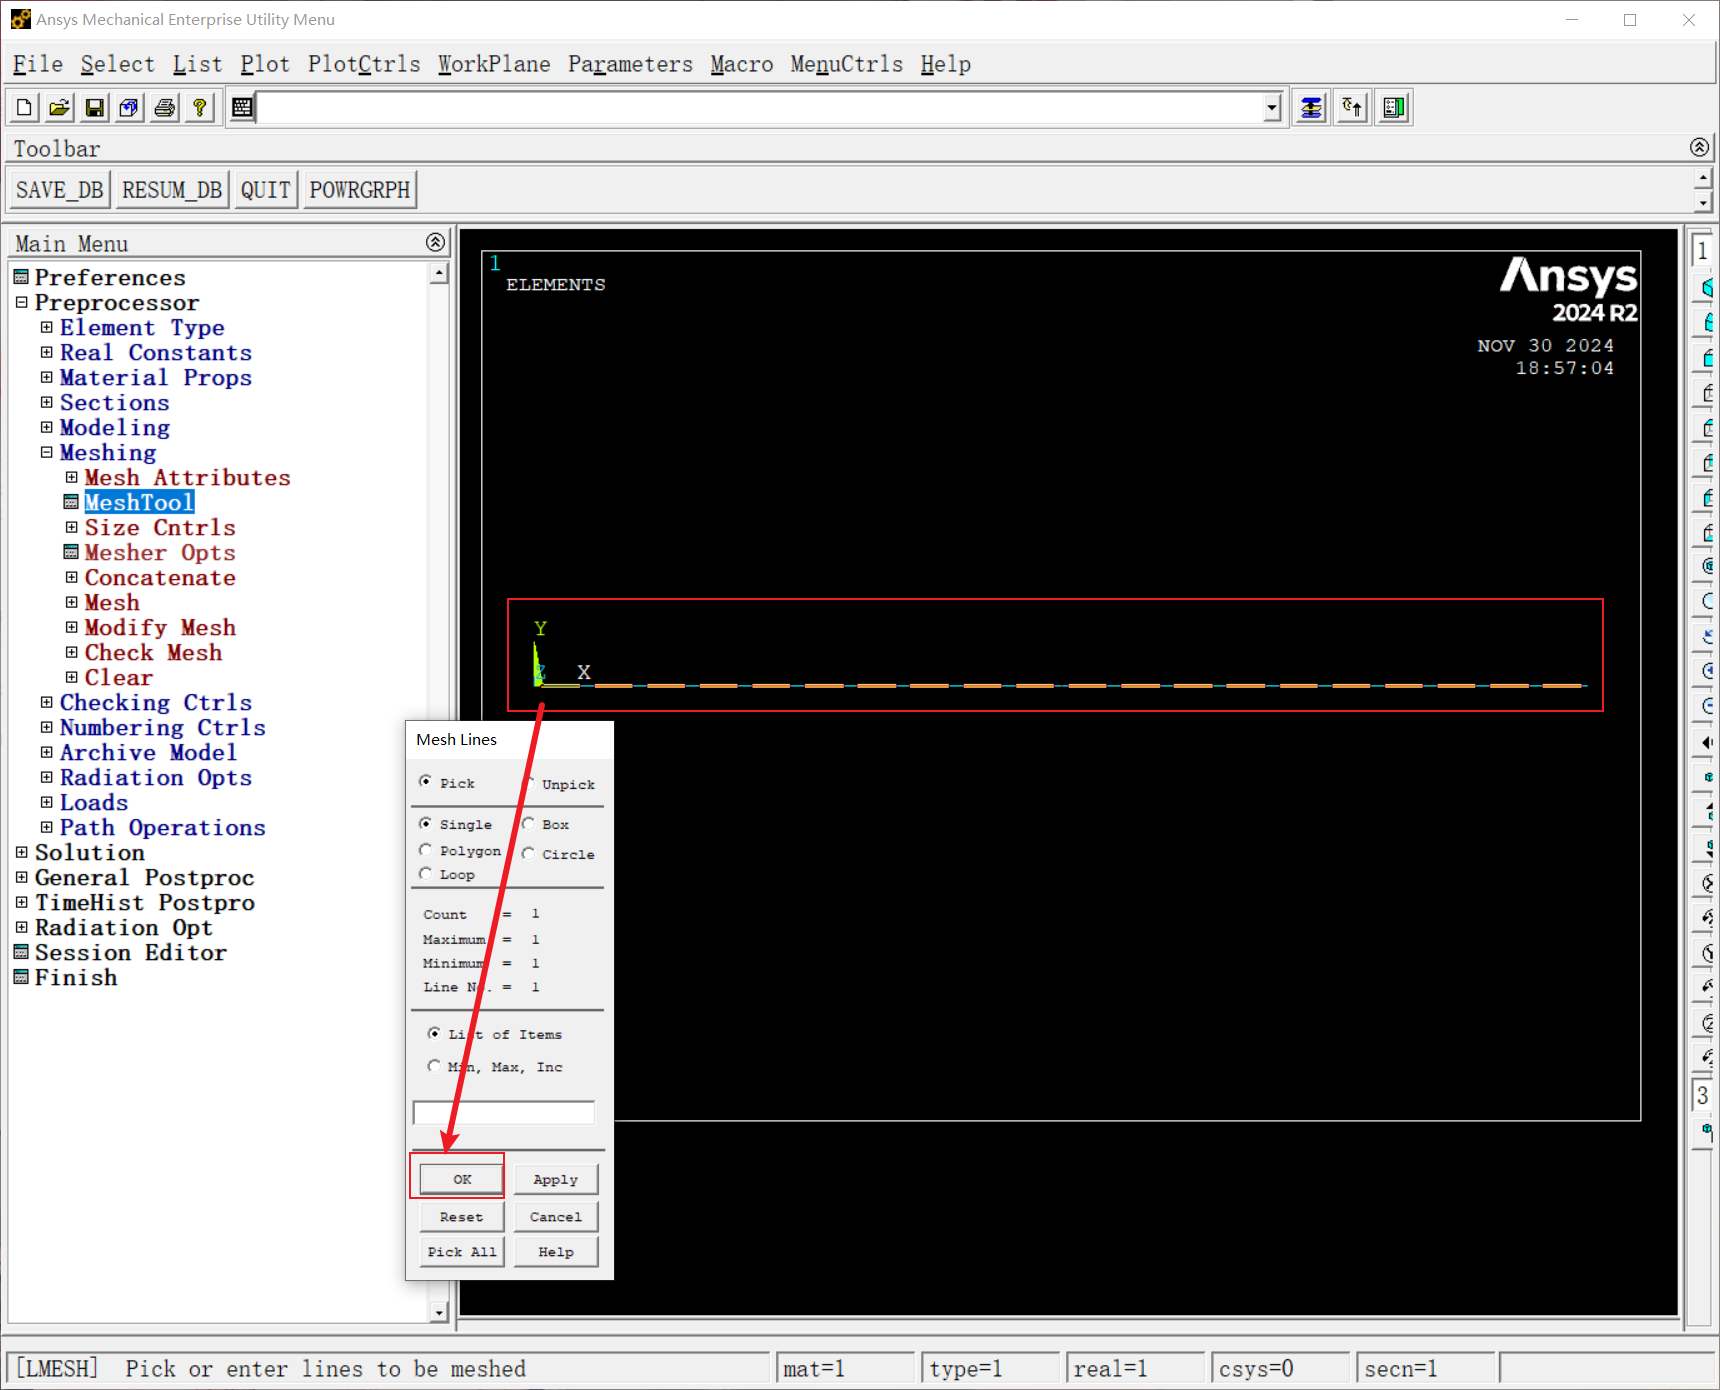 Ansys Mechanical Enterprise Utility Menu
File Select List Plot PlotCtrls WorkPlane Parameters Macro MenuCtrls Help
Toolbar
SAVE_DB RESUM_DB QUIT POWRGRPH
Main Menu
Preferences
Preprocessor
Element Type
Real Constants
Material Props
Sections
Modeling
Meshing
Mesh Attributes
MeshTool
Size Cntrls
Mesher Opts
Concatenate
Mesh
Modify Mesh
Check Mesh
Clear
Checking Ctrls
Numbering Ctrls
Archive Model
Radiation Opts
Loads
Path Operations
Solution
General Postproc
TimeHist Postpro
Radiation Opt
Session Editor
Finish
1
ELEMENTS
Ansys
2024 R2
NOV 30 2024
18:57:04
Y
Z X
Mesh Lines
Pick Unpick
Single Box
Polygon Circle
Loop
Count = 1
Maximum = 1
Minimum = 1
Line No. = 1
List of Items
Min, Max, Inc
OK Apply
Reset Cancel
Pick All Help
1
3
[LMESH] Pick or enter lines to be meshed
mat=1 type=1 real=1 csys=0 secn=1